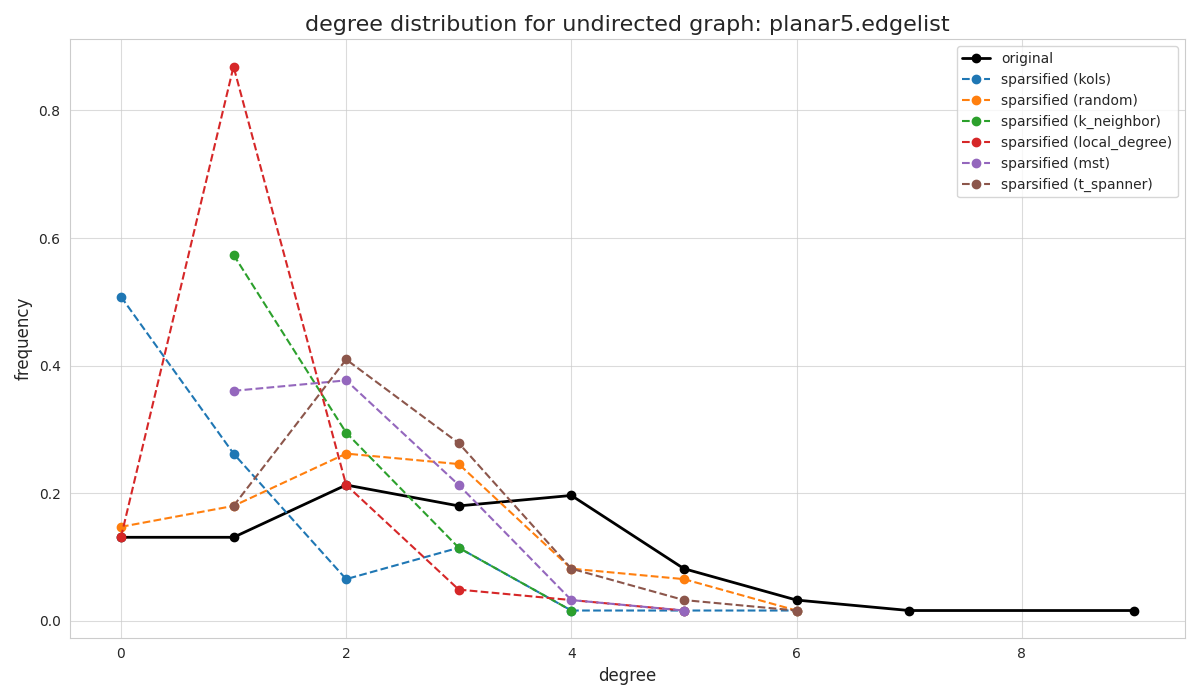 degree distribution for undirected graph: planar5.edgelist
original
sparsified (kols)
sparsified (random)
sparsified (k_neighbor)
sparsified (local_degree)
sparsified (mst)
sparsified (t_spanner)
frequency
0.8
0.6
0.4
0.2
0.0
0 2 4 6 8
degree